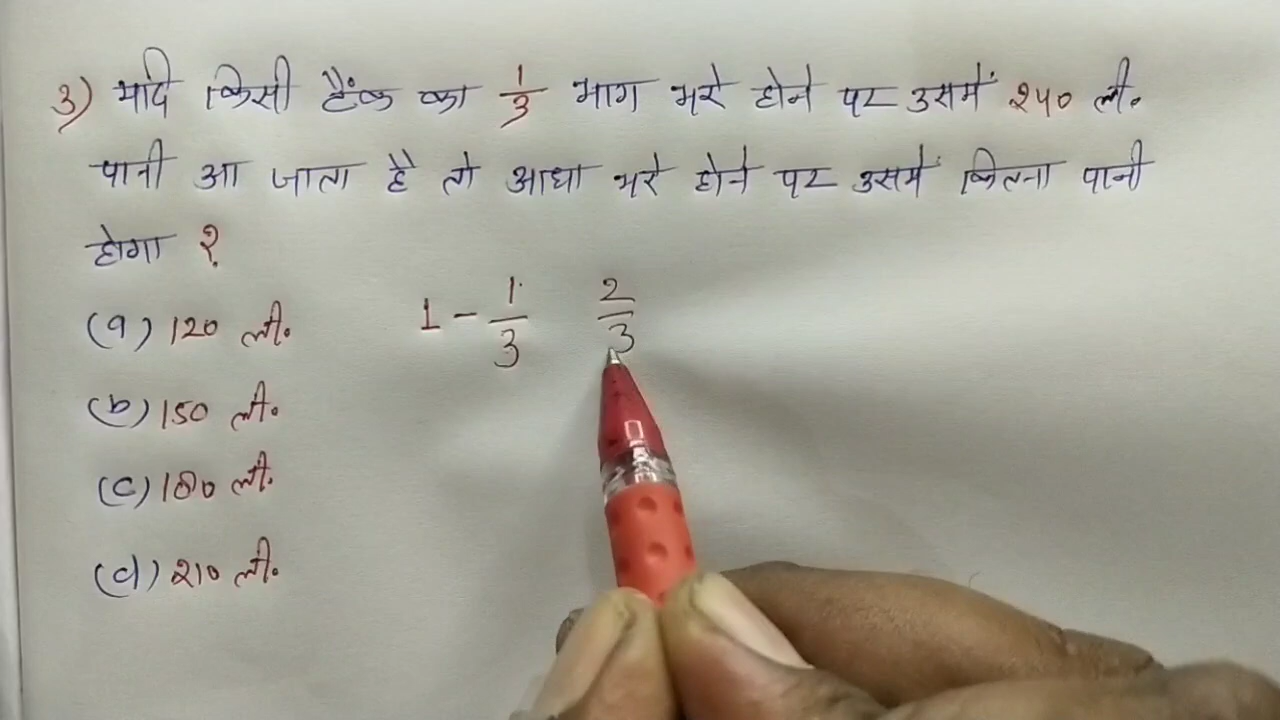 3) यदि किसी टैंक का 1/3 भाग भरे होने पर उसमें 240 ली.
पानी आ जाता है तो आधा भरे होने पर उसमें कितना पानी
होगा ?
(a) 120 ली.
1 - 1/3 2/3
(b) 150 ली.
(c) 180 ली.
(d) 210 ली.